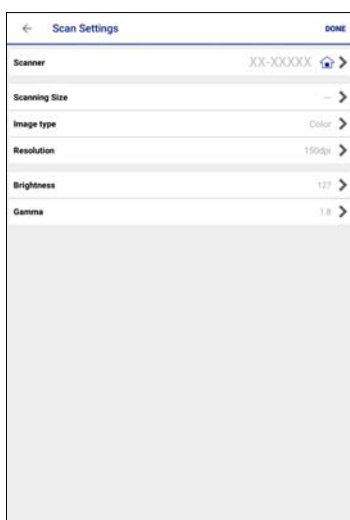 Scan Settings DONE
Scanner XX-XXXXX
Scanning Size --
Image type Color
Resolution 150dpi
Brightness 127
Gamma 1.8